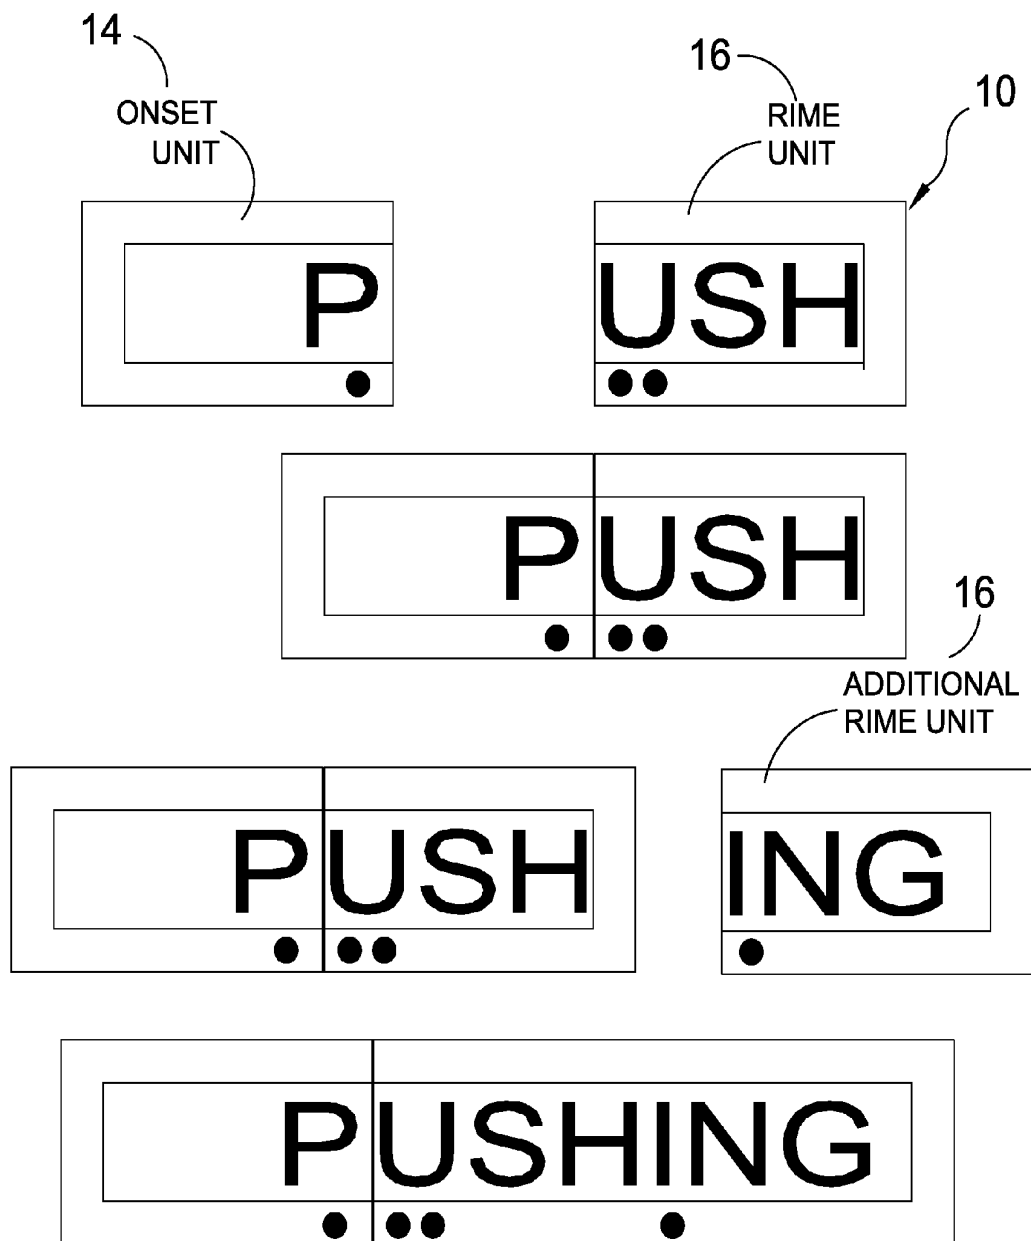 14
ONSET
UNIT
16
RIME
UNIT
10
P
USH
PUSH
16
ADDITIONAL
RIME UNIT
PUSH
ING
PUSHING